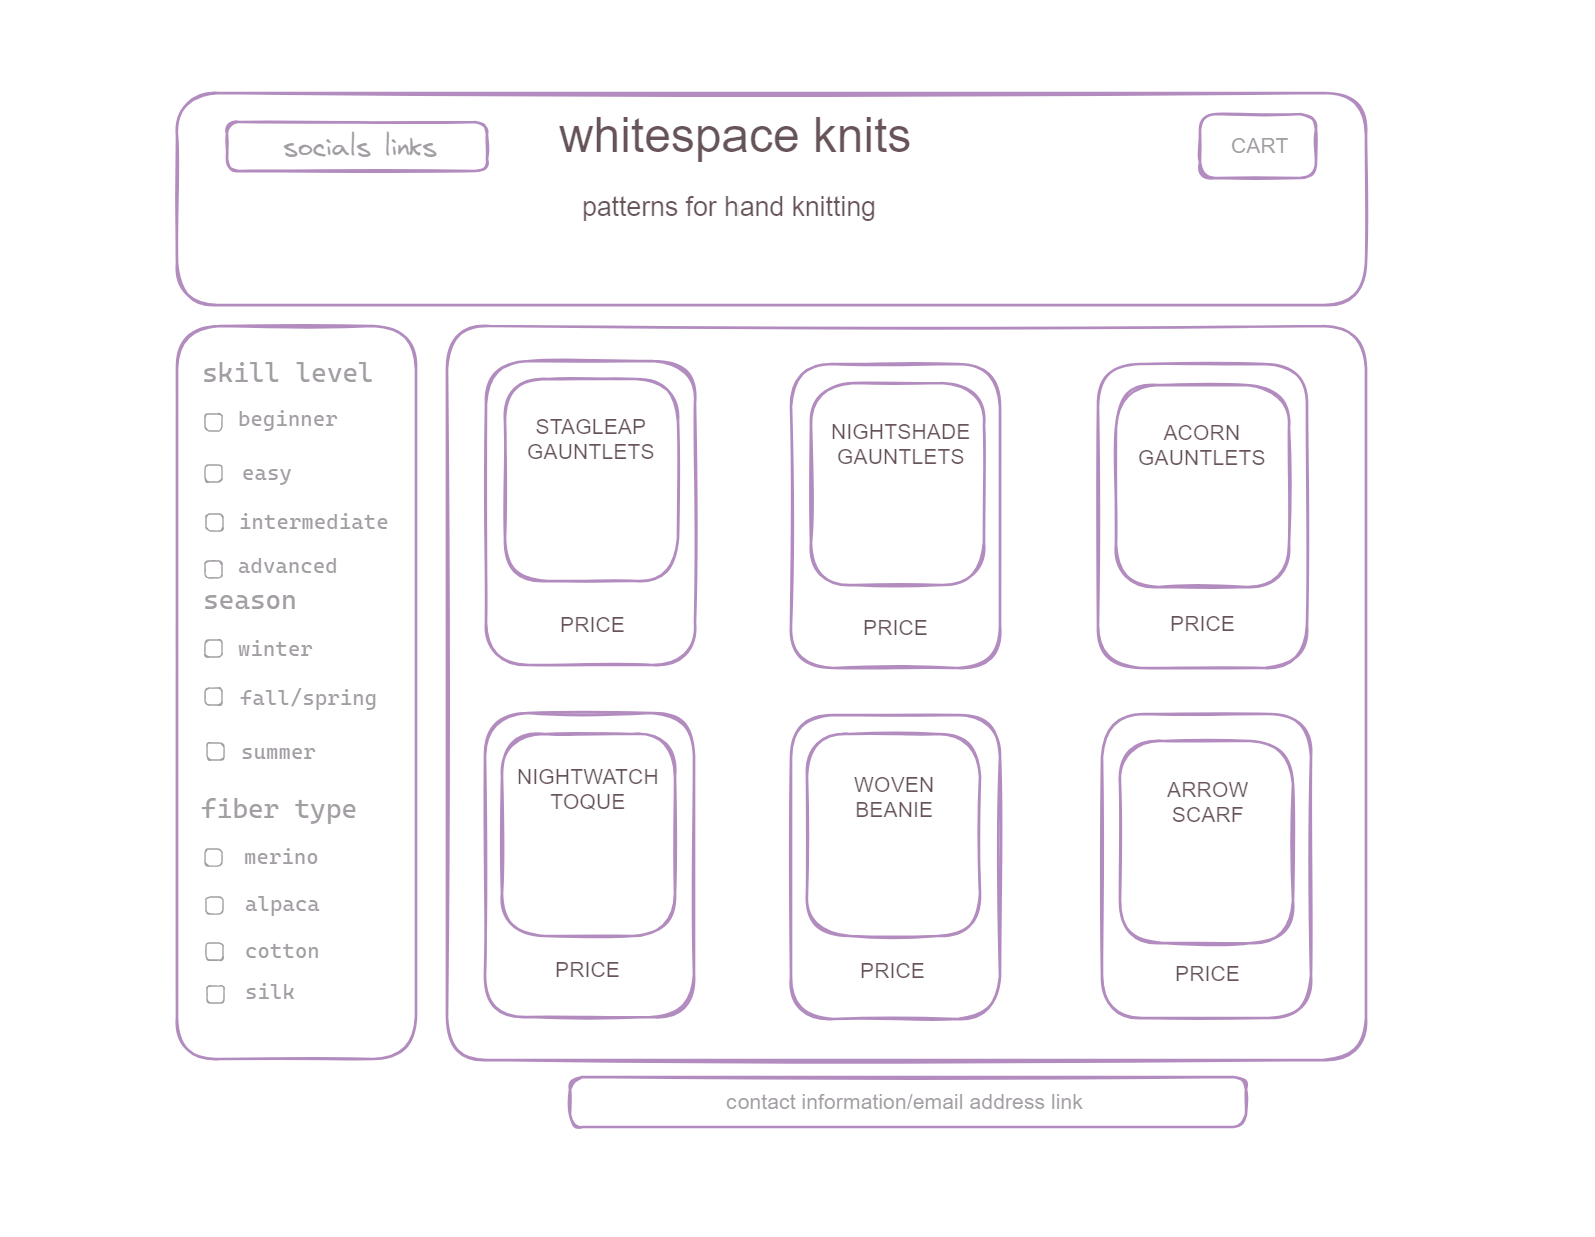 socials links
whitespace knits
CART
patterns for hand knitting
skill level
beginner
easy
intermediate
advanced
season
winter
fall/spring
summer
fiber type
merino
alpaca
cotton
silk
STAGLEAP
GAUNTLETS
PRICE
NIGHTSHADE
GAUNTLETS
PRICE
ACORN
GAUNTLETS
PRICE
NIGHTWATCH
TOQUE
PRICE
WOVEN
BEANIE
PRICE
ARROW
SCARF
PRICE
contact information/email address link